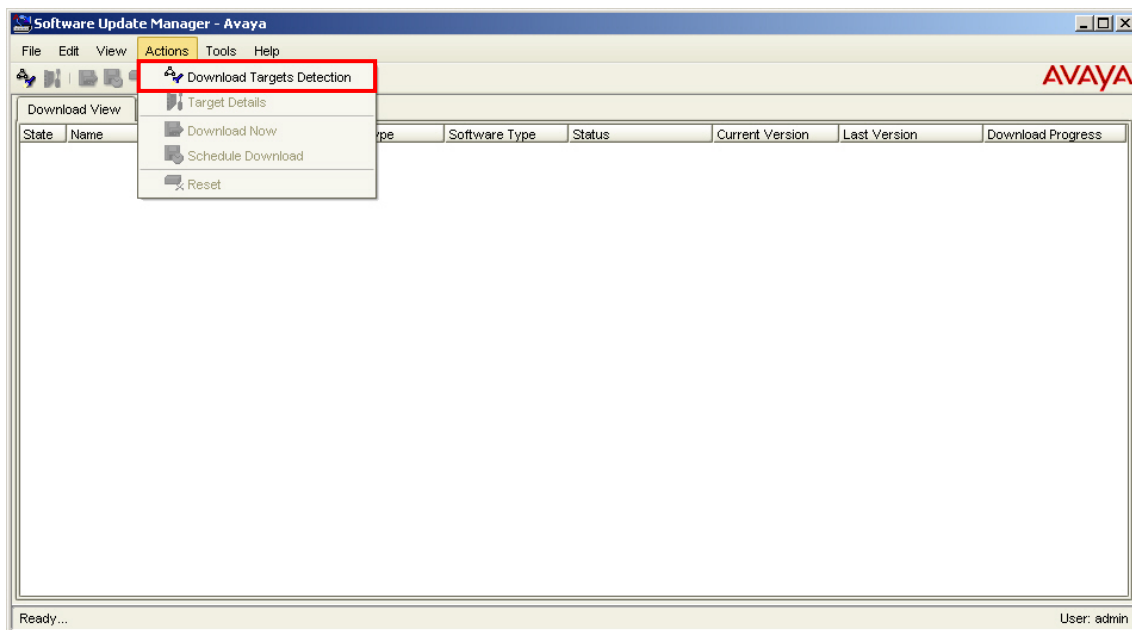 Software Update Manager - Avaya
File Edit View Actions Tools Help
AVAYA
Download Targets Detection
Target Details
Download Now
Schedule Download
Reset
Download View
State Name ype Software Type Status Current Version Last Version Download Progress
Ready... User: admin